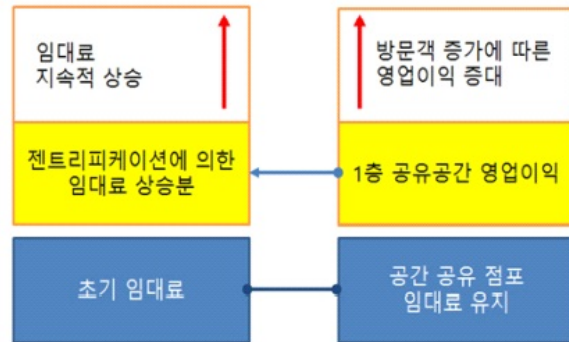 임대료
지속적 상승
방문객 증가에 따른
영업이익 증대
젠트리피케이션에 의한
임대료 상승분
1층 공유공간 영업이익
초기 임대료
공간 공유 점포
임대료 유지